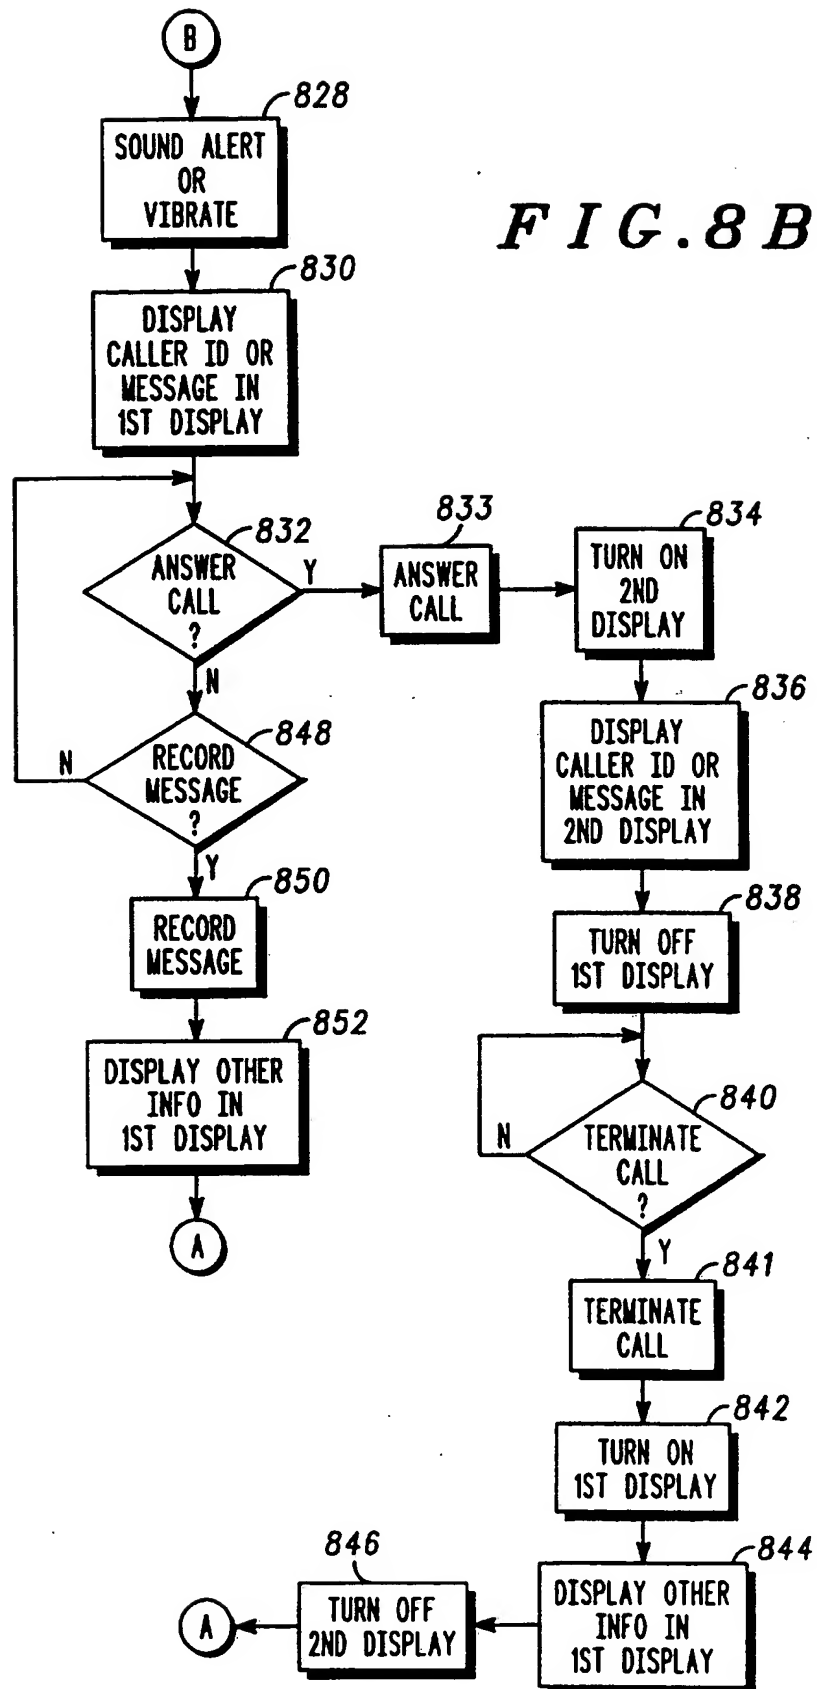 B
828
SOUND ALERT
OR
VIBRATE
FIG. 8B
830
DISPLAY
CALLER ID OR
MESSAGE IN
1ST DISPLAY
832
ANSWER
CALL
?
Y
N
833
ANSWER
CALL
834
TURN ON
2ND
DISPLAY
836
DISPLAY
CALLER ID OR
MESSAGE IN
2ND DISPLAY
838
TURN OFF
1ST DISPLAY
848
RECORD
MESSAGE
?
N
Y
850
RECORD
MESSAGE
852
DISPLAY OTHER
INFO IN
1ST DISPLAY
A
840
TERMINATE
CALL
?
N
Y
841
TERMINATE
CALL
842
TURN ON
1ST DISPLAY
844
DISPLAY OTHER
INFO IN
1ST DISPLAY
846
TURN OFF
2ND DISPLAY
A